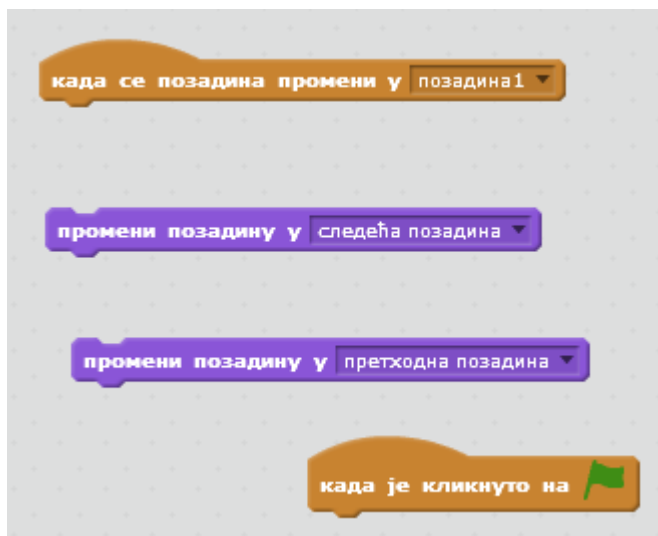 када се позадина промени у позадина1
промени позадину у следећа позадина
промени позадину у претходна позадина
када је кликнуто на